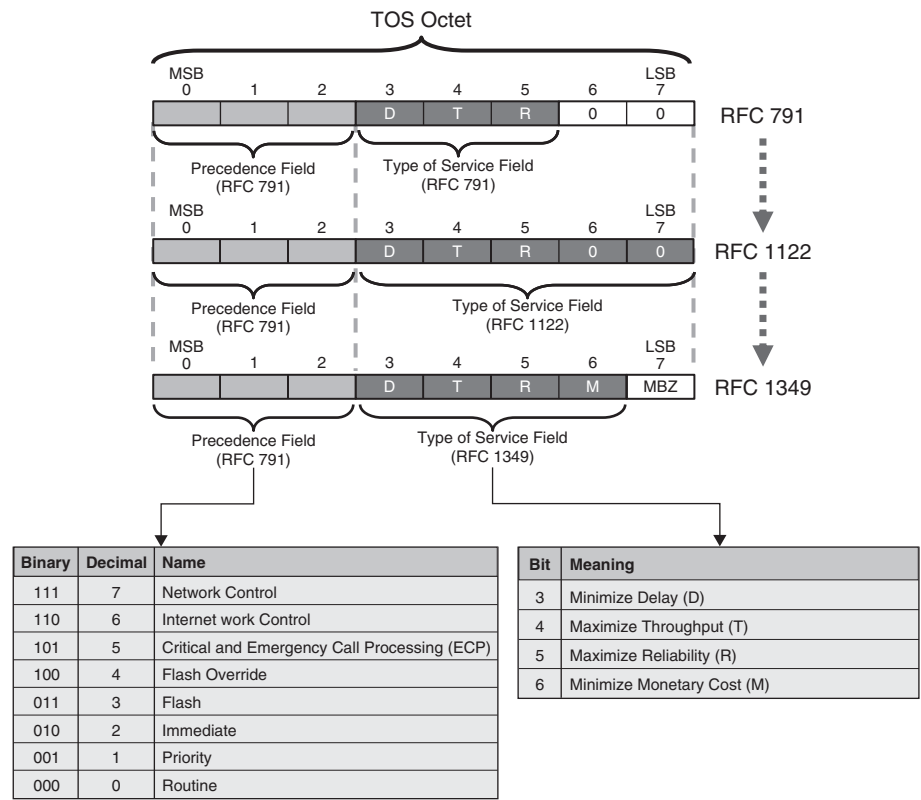 TOS Octet
MSB LSB
0 1 2 3 4 5 6 7
D T R 0 0 RFC 791
Precedence Field
(RFC 791)
Type of Service Field
(RFC 791)
MSB LSB
0 1 2 3 4 5 6 7
D T R 0 0 RFC 1122
Precedence Field
(RFC 791)
Type of Service Field
(RFC 1122)
MSB LSB
0 1 2 3 4 5 6 7
D T R M MBZ RFC 1349
Precedence Field
(RFC 791)
Type of Service Field
(RFC 1349)
Binary Decimal Name
111 7 Network Control
110 6 Internet work Control
101 5 Critical and Emergency Call Processing (ECP)
100 4 Flash Override
011 3 Flash
010 2 Immediate
001 1 Priority
000 0 Routine
Bit Meaning
3 Minimize Delay (D)
4 Maximize Throughput (T)
5 Maximize Reliability (R)
6 Minimize Monetary Cost (M)